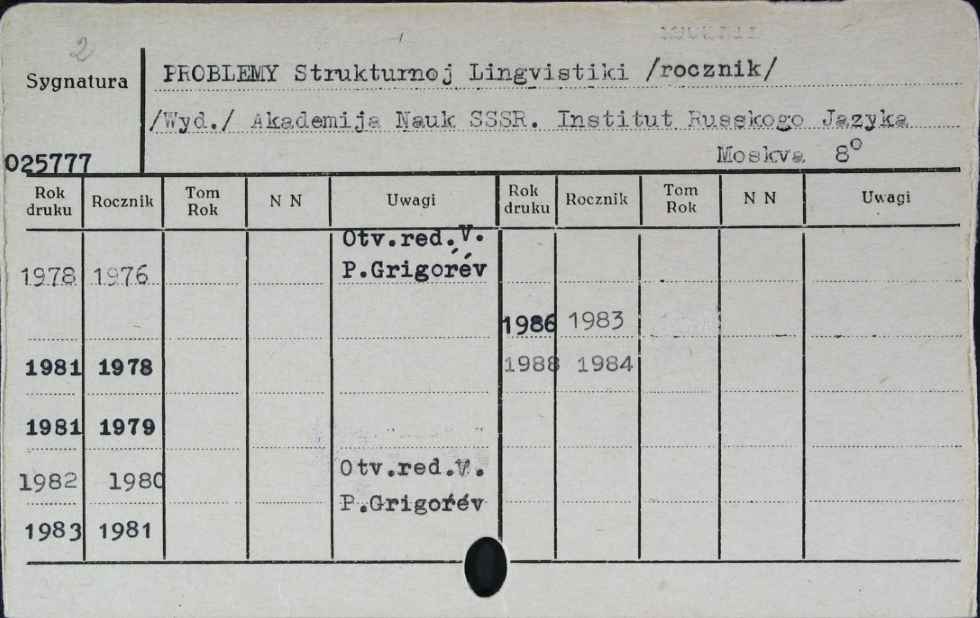 2
Sygnatura
PROBLEMY Strukturnoj Lingvistiki /rocznik/
/Wyd./ Akademija Nauk SSSR. Institut Russkogo Jazyka
Moskva 8°
025777
Rok druku Rocznik Tom Rok N N Uwagi Rok druku Rocznik Tom Rok N N Uwagi
Otv.red.V.
1978 1976 P.Grigorév
1986 1983
1981 1978 1988 1984
1981 1979
Otv.red.V.
1982 1980
P.Grigorév
1983 1981